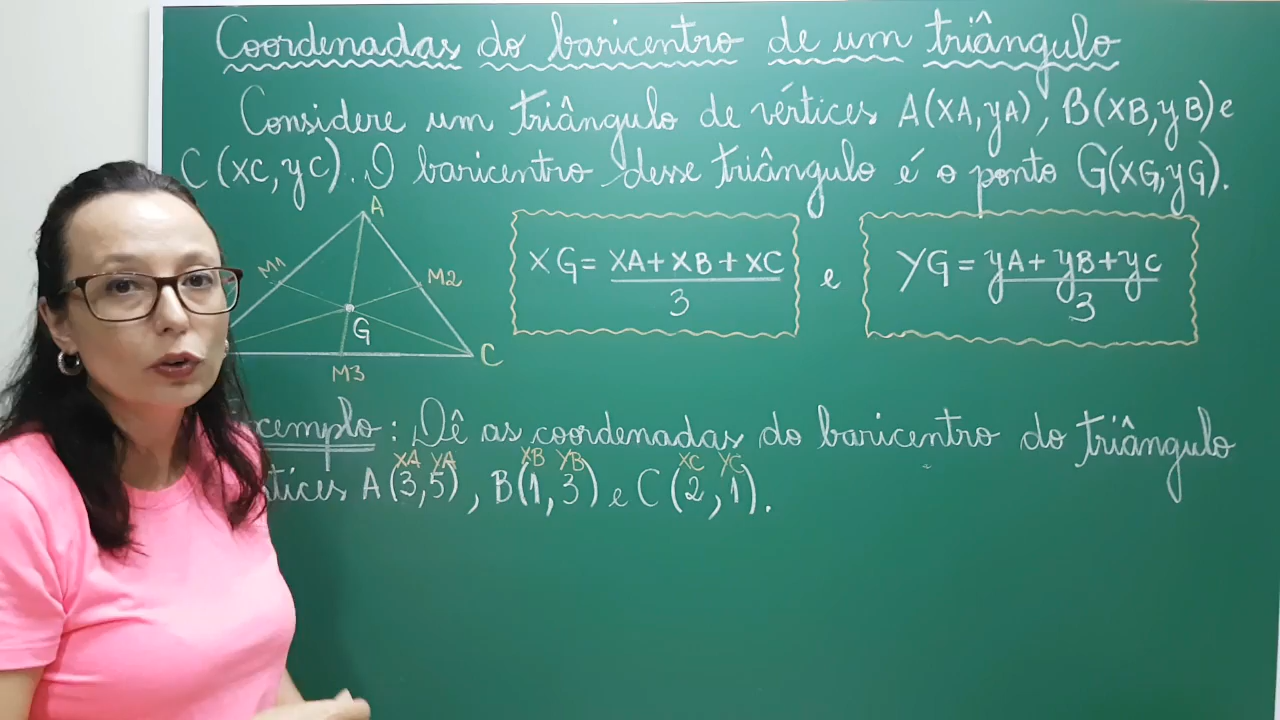 Coordenadas do baricentro de um triângulo
Considere um triângulo de vértices A(XA,yA), B(XB,yB) e
C(XC,yC). O baricentro desse triângulo é o ponto G(XG,yG).
A
M1
M2
G
C
M3
XG = XA + XB + XC
3
e
YG = yA + yB + yC
3
: Dê as coordenadas do baricentro do triângulo
XA YA XB YB XC YC
A(3,5), B(1,3) e C(2,1).